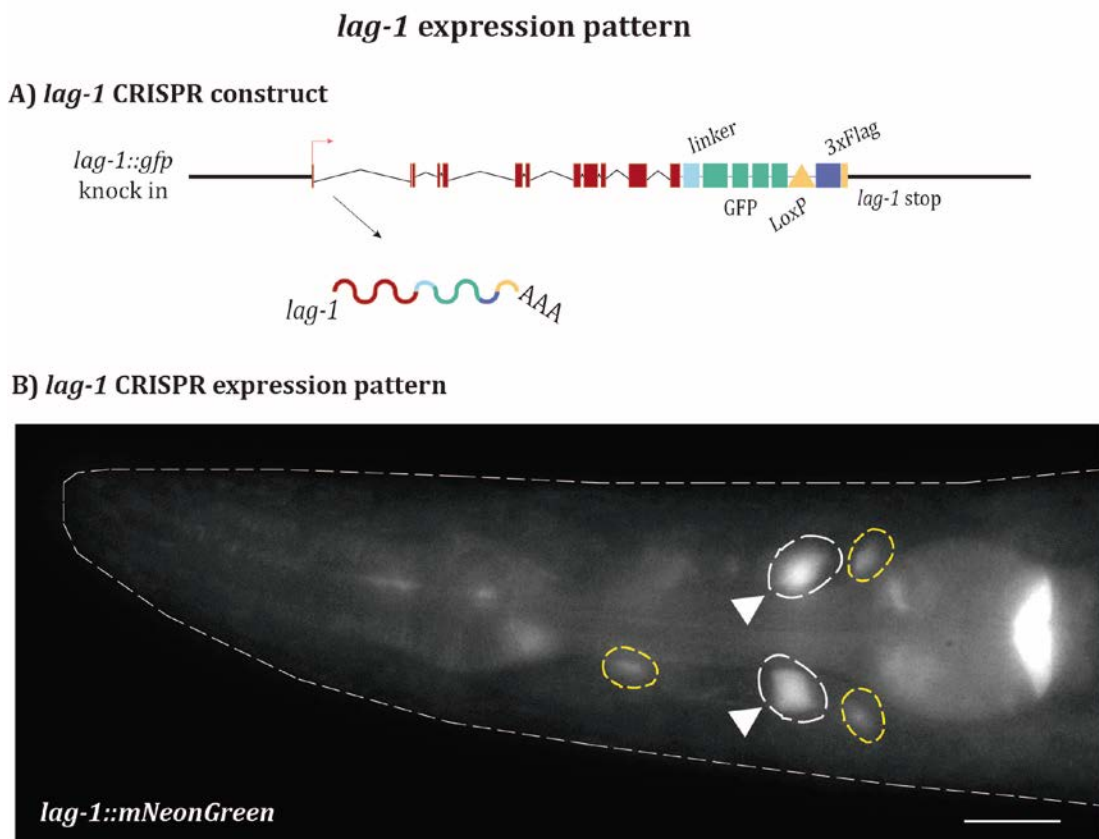 lag-1 expression pattern
A) lag-1 CRISPR construct
lag-1::gfp
knock in
linker
3xFlag
GFP
LoxP
lag-1 stop
lag-1
AAA
B) lag-1 CRISPR expression pattern
lag-1::mNeonGreen